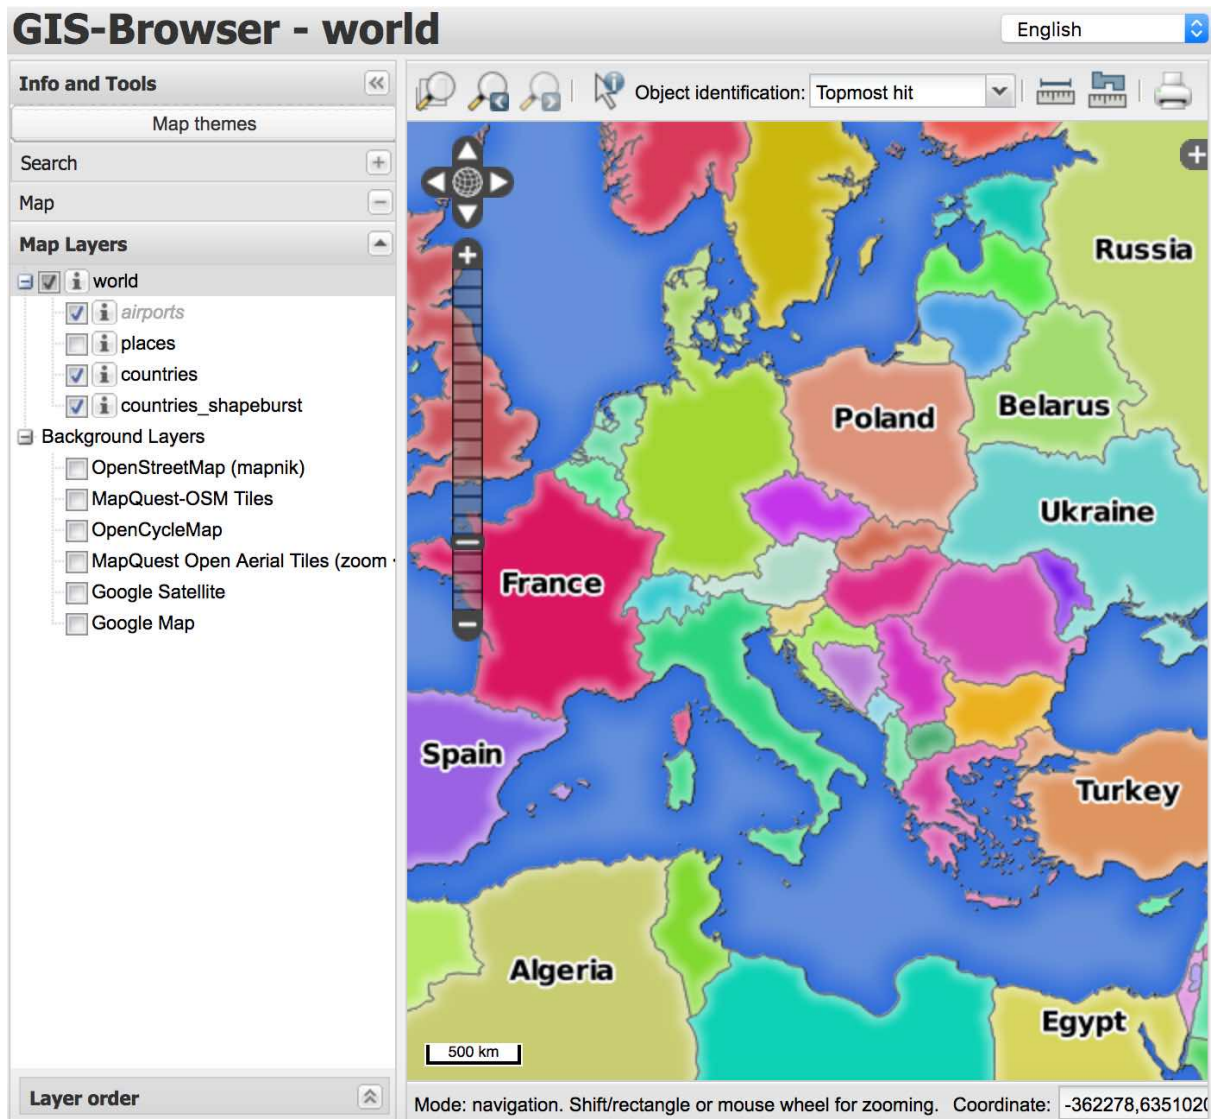 GIS-Browser - world
English
Info and Tools
Map themes
Search
Map
Map Layers
world
airports
places
countries
countries_shapeburst
Background Layers
OpenStreetMap (mapnik)
MapQuest-OSM Tiles
OpenCycleMap
MapQuest Open Aerial Tiles (zoom
Google Satellite
Google Map
Layer order
Object identification: Topmost hit
Russia
Poland
Belarus
Ukraine
France
Spain
Turkey
Algeria
Egypt
500 km
Mode: navigation. Shift/rectangle or mouse wheel for zooming. Coordinate: -362278,6351020